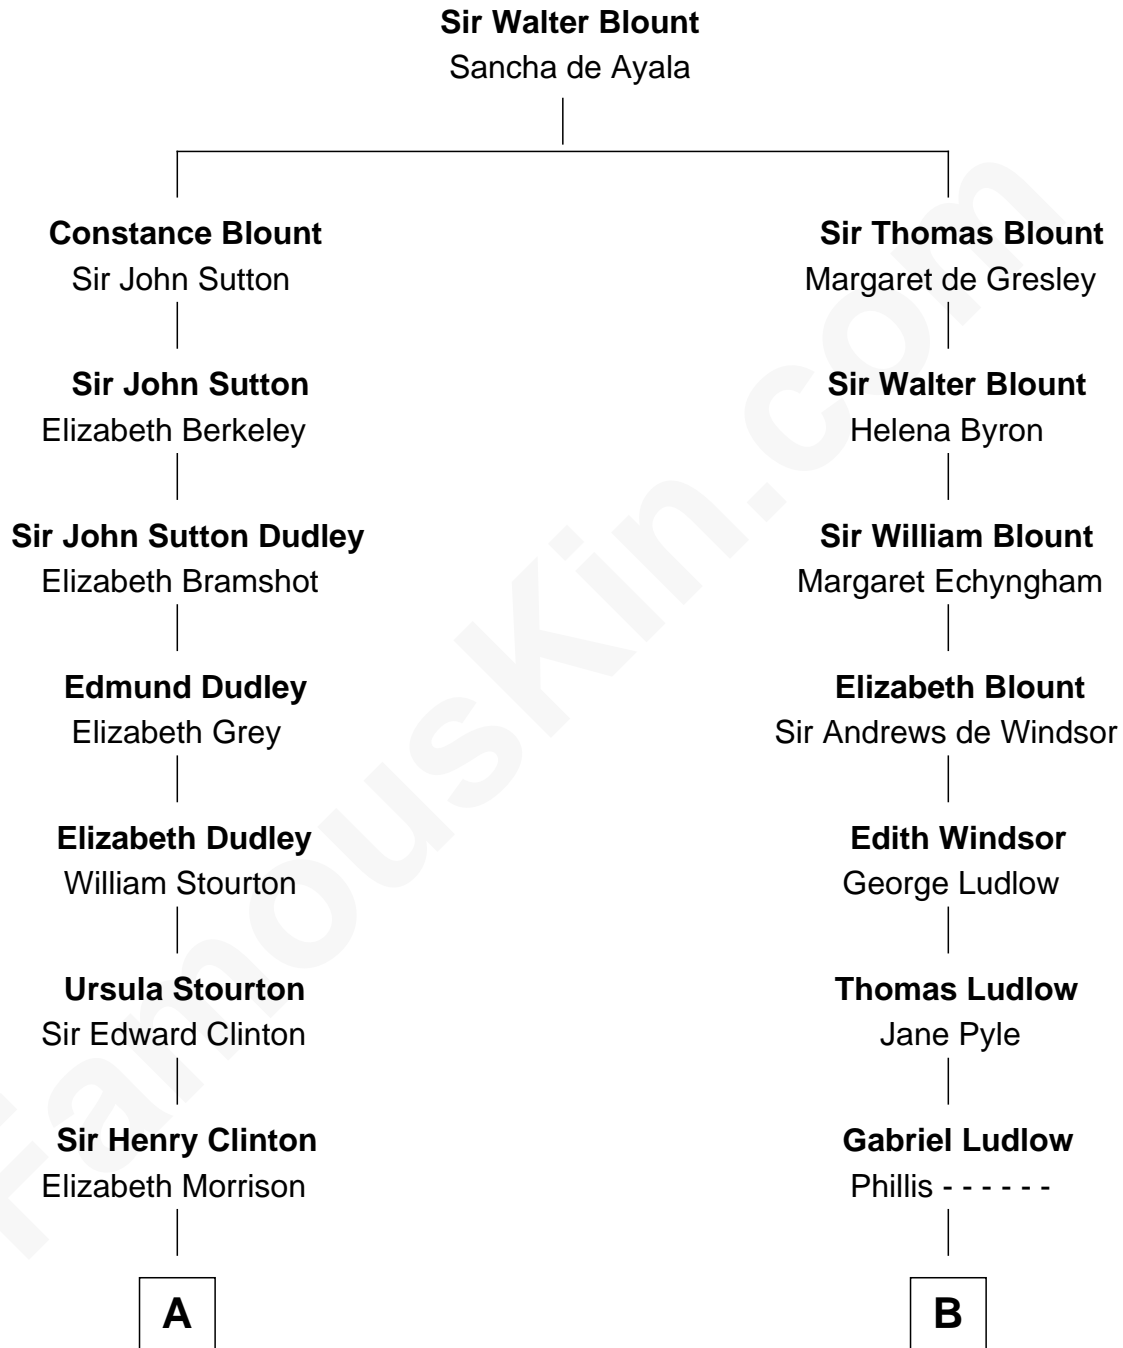 Sir Walter Blount
Sancha de Ayala
Constance Blount
Sir John Sutton
Sir Thomas Blount
Margaret de Gresley
Sir John Sutton
Elizabeth Berkeley
Sir Walter Blount
Helena Byron
Sir John Sutton Dudley
Elizabeth Bramshot
Sir William Blount
Margaret Echyngham
Edmund Dudley
Elizabeth Grey
Elizabeth Blount
Sir Andrews de Windsor
Elizabeth Dudley
William Stourton
Edith Windsor
George Ludlow
Ursula Stourton
Sir Edward Clinton
Thomas Ludlow
Jane Pyle
Sir Henry Clinton
Elizabeth Morrison
Gabriel Ludlow
Phillis - - - - - -
A
B
FamousKin.com